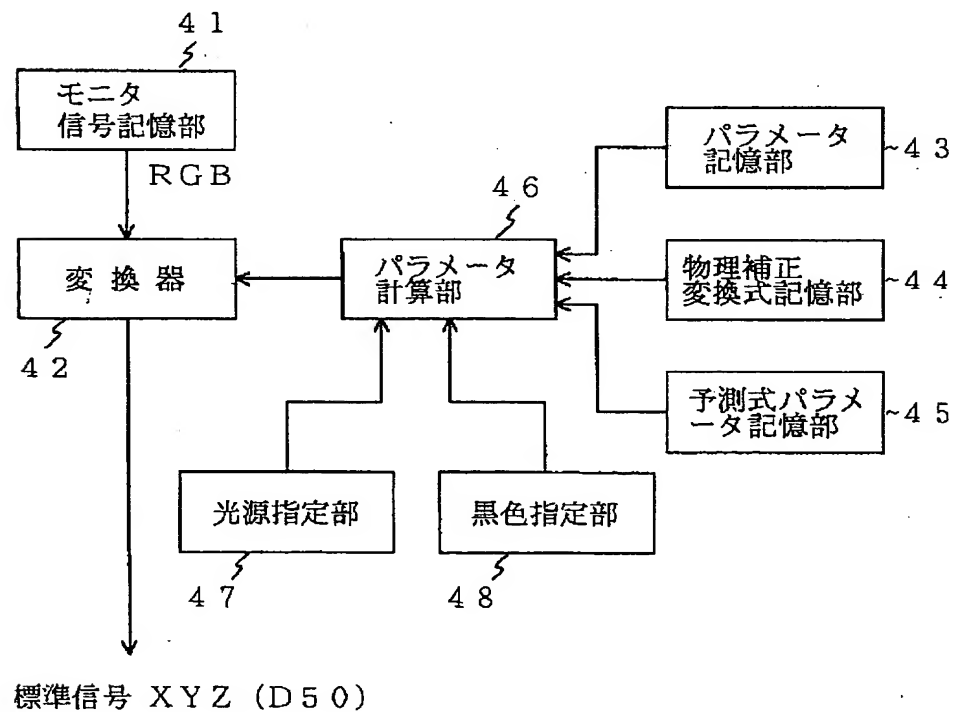 41
モニタ
信号記憶部
RGB
46
パラメータ
記憶部
~43
変換器
42
パラメータ
計算部
物理補正
変換式記憶部
~44
予測式パラメ
ータ記憶部
~45
光源指定部
47
黒色指定部
48
標準信号 XYZ (D50)